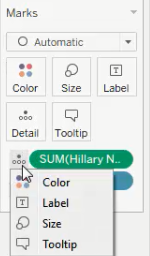 Marks
Automatic
Color Size Label
Detail Tooltip
SUM(Hillary N..
Color
Label
Size
Tooltip